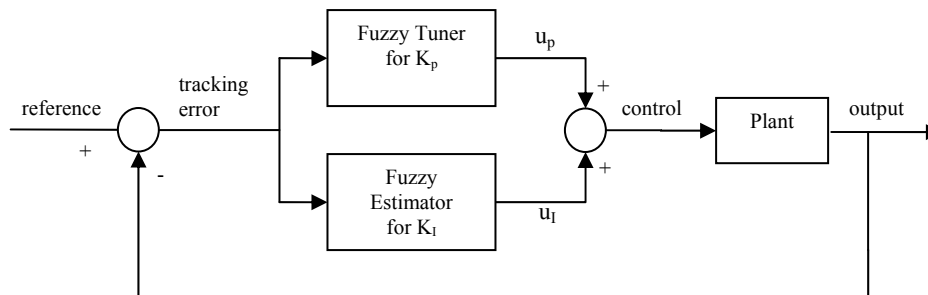 Fuzzy Tuner
for Kp
up
+
reference
+
-
tracking
error
control
Plant
output
Fuzzy
Estimator
for KI
uI
+